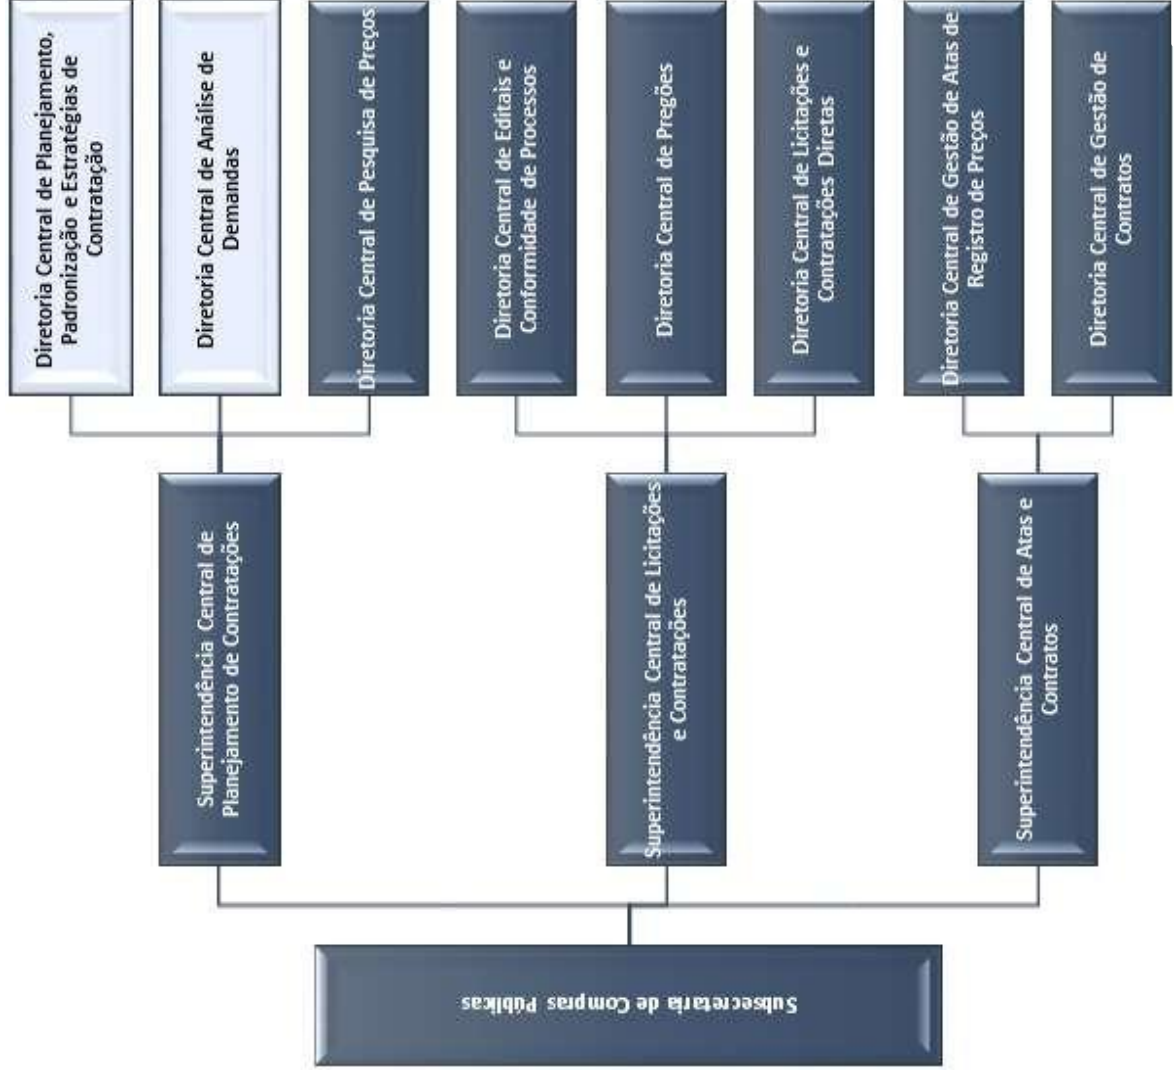 Subsecretaria de Compras Públicas
Superintendência Central de
Planejamento de Contratações
Diretoria Central de Planejamento,
Padronização e Estratégias de
Contratação
Diretoria Central de Análise de
Demandas
Diretoria Central de Pesquisa de Preços
Superintendência Central de Licitações
e Contratações
Diretoria Central de Editais e
Conformidade de Processos
Diretoria Central de Pregões
Diretoria Central de Licitações e
Contratações Diretas
Superintendência Central de Atas e
Contratos
Diretoria Central de Gestão de Atas de
Registro de Preços
Diretoria Central de Gestão de
Contratos